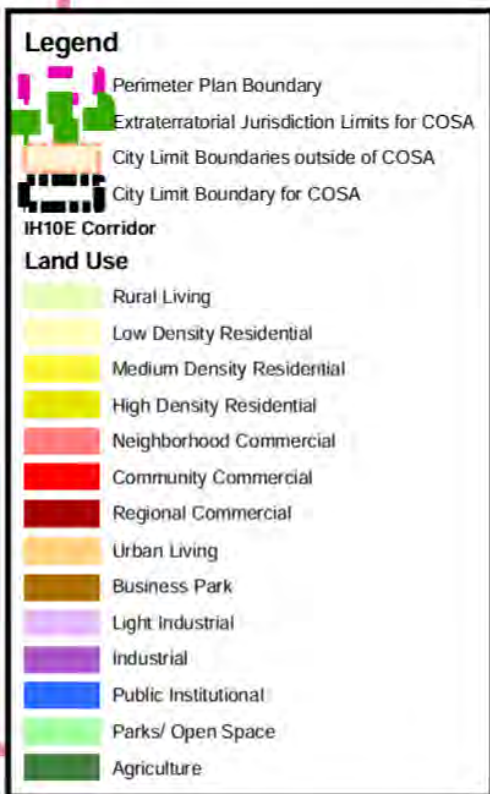 Legend
Perimeter Plan Boundary
Extraterratorial Jurisdiction Limits for COSA
City Limit Boundaries outside of COSA
City Limit Boundary for COSA
IH10E Corridor
Land Use
Rural Living
Low Density Residential
Medium Density Residential
High Density Residential
Neighborhood Commercial
Community Commercial
Regional Commercial
Urban Living
Business Park
Light Industrial
Industrial
Public Institutional
Parks/ Open Space
Agriculture